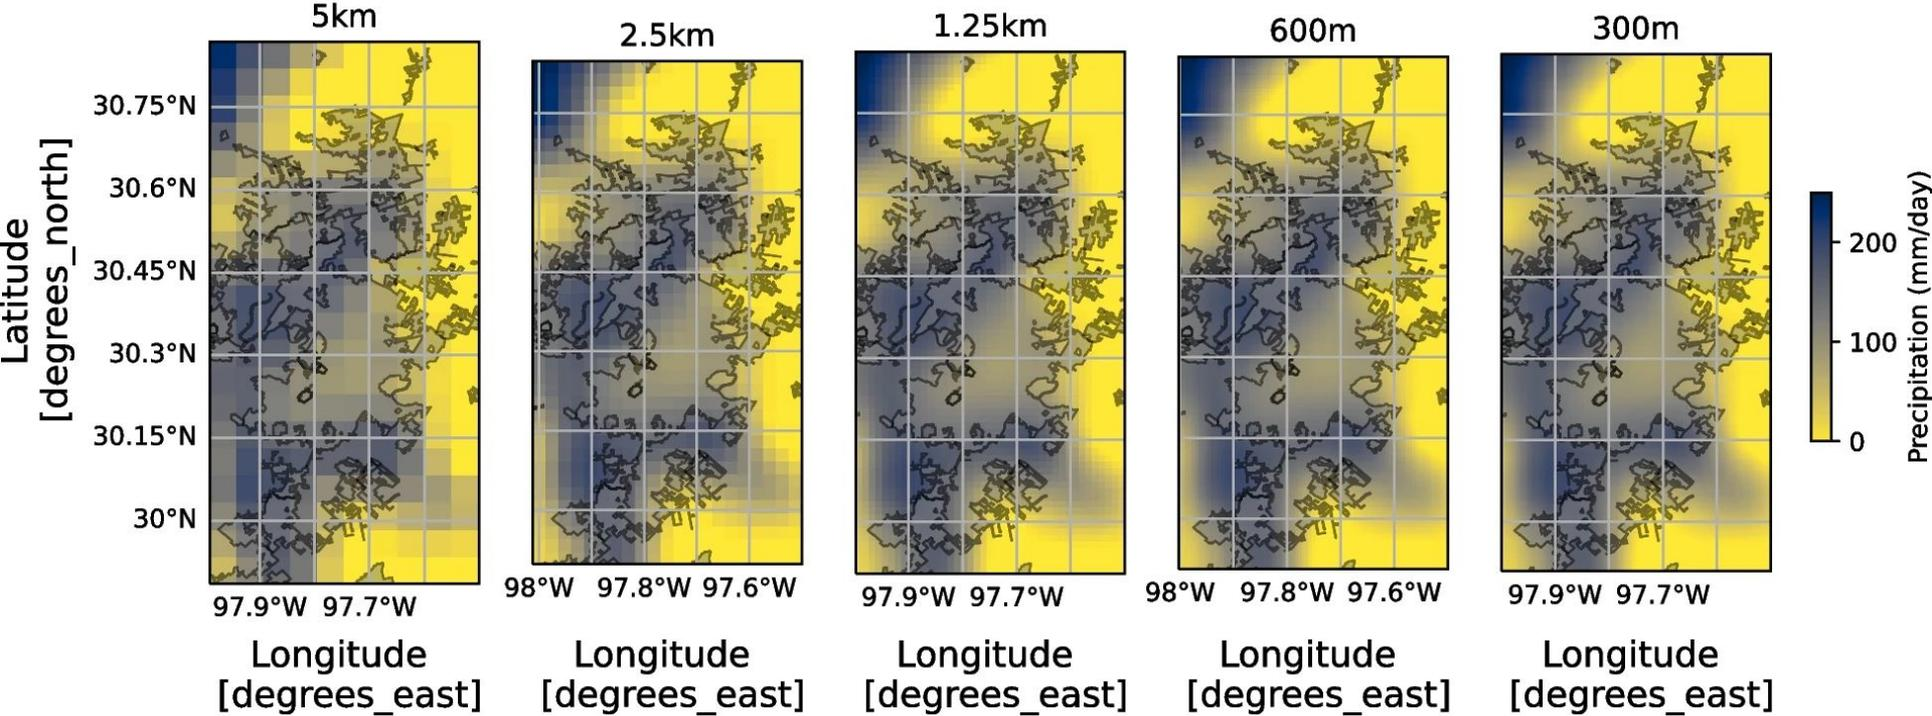 5km
2.5km
1.25km
600m
300m
Latitude
[degrees_north]
30.75°N
30.6°N
30.45°N
30.3°N
30.15°N
30°N
97.9°W 97.7°W
98°W 97.8°W 97.6°W
97.9°W 97.7°W
98°W 97.8°W 97.6°W
97.9°W 97.7°W
Longitude
[degrees_east]
Longitude
[degrees_east]
Longitude
[degrees_east]
Longitude
[degrees_east]
Longitude
[degrees_east]
200
100
0
Precipitation (mm/day)